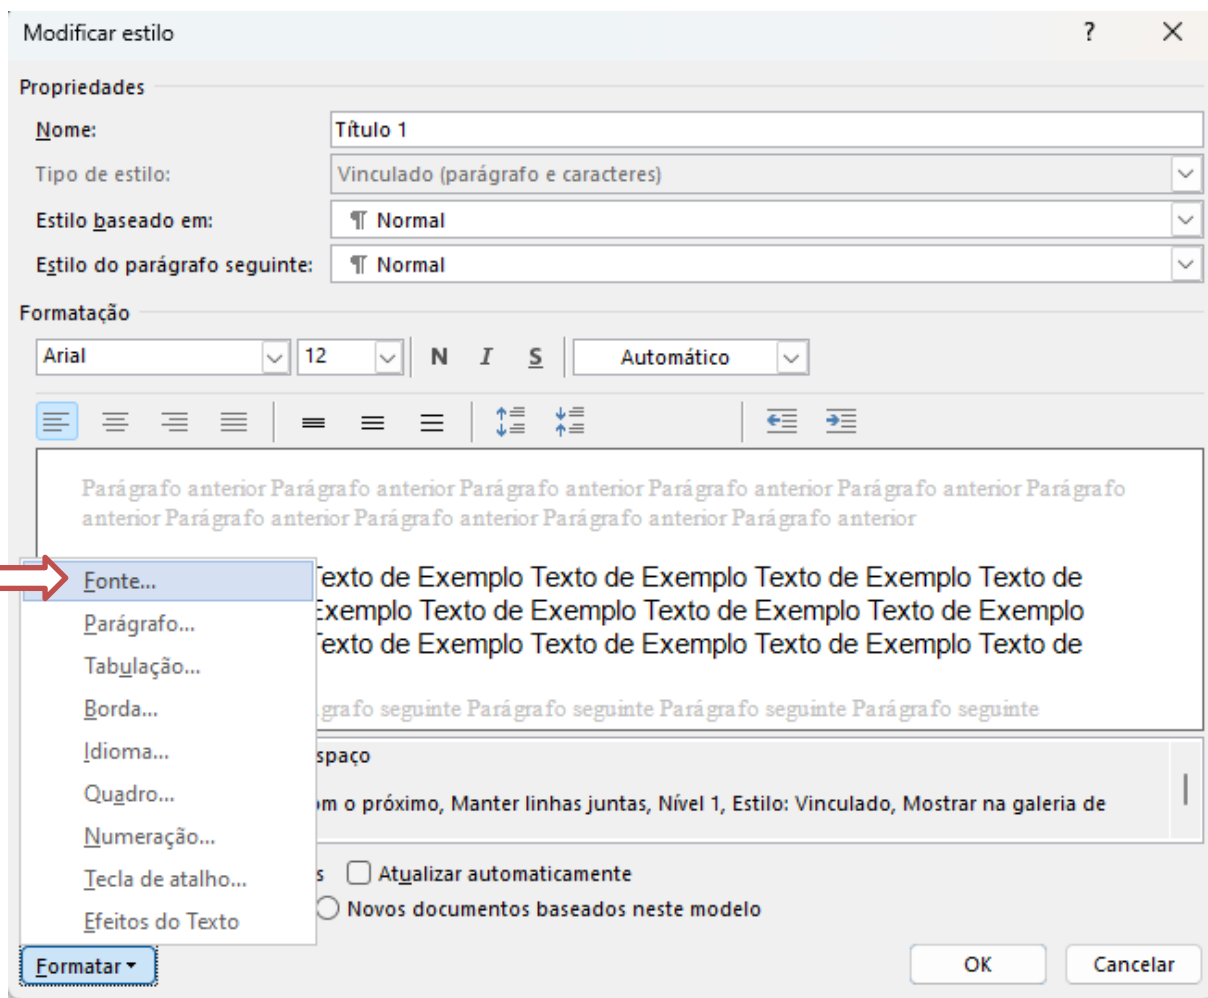 Modificar estilo ?
Propriedades
Nome: Título 1
Tipo de estilo: Vinculado (parágrafo e caracteres)
Estilo baseado em: ¶ Normal
Estilo do parágrafo seguinte: ¶ Normal
Formatação
Arial 12 N I S Automático
Parágrafo anterior Parágrafo anterior Parágrafo anterior Parágrafo anterior Parágrafo anterior Parágrafo
anterior Parágrafo anterior Parágrafo anterior Parágrafo anterior Parágrafo anterior
Fonte...
Parágrafo...
Tabulação...
Borda...
Idioma...
Quadro...
Numeração...
Tecla de atalho...
Efeitos do Texto
exto de Exemplo Texto de Exemplo Texto de Exemplo Texto de
Exemplo Texto de Exemplo Texto de Exemplo Texto de Exemplo
exto de Exemplo Texto de Exemplo Texto de Exemplo Texto de
grafo seguinte Parágrafo seguinte Parágrafo seguinte Parágrafo seguinte
spaço
m o próximo, Manter linhas juntas, Nível 1, Estilo: Vinculado, Mostrar na galeria de
s Atualizar automaticamente
Novos documentos baseados neste modelo
Formatar OK Cancelar